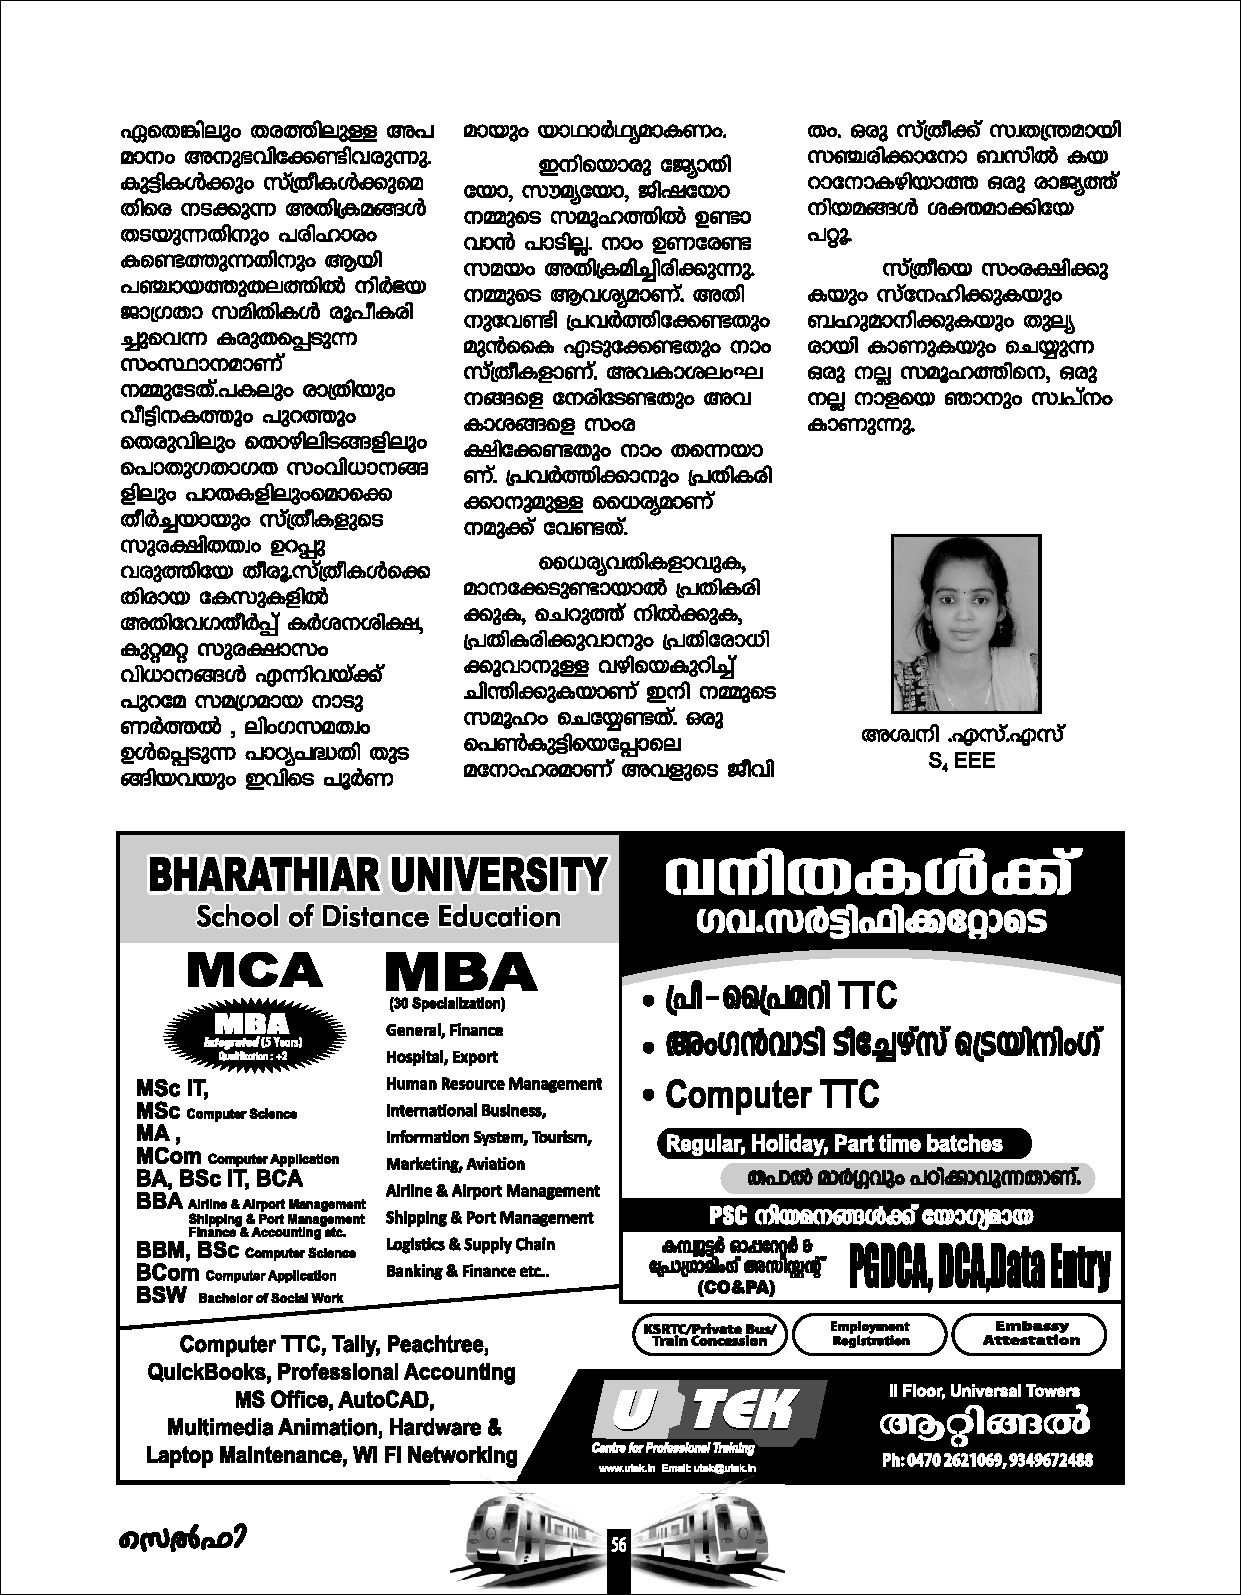 ഏതെങ്കിലും തരത്തിലുള്ള അപ
മാനം അനുഭവിക്കേണ്ടിവരുന്നു.
കുട്ടികൾക്കും സ്ത്രീകൾക്കുമെ
തിരെ നടക്കുന്ന അതിക്രമങ്ങൾ
തടയുന്നതിനും പരിഹാരം
കണ്ടെത്തുന്നതിനും ആയി
പഞ്ചായത്തുതലത്തിൽ നിർഭയ
ജാഗ്രതാ സമിതികൾ രൂപീകരി
ച്ചുവെന്ന കരുതപ്പെടുന്ന
സംസ്ഥാനമാണ്
നമ്മുടേത്.പകലും രാത്രിയും
വീട്ടിനകത്തും പുറത്തും
തെരുവിലും തൊഴിലിടങ്ങളിലും
പൊതുഗതാഗത സംവിധാനങ്ങ
ളിലും പാതകളിലുംമൊക്കെ
തീർച്ചയായും സ്ത്രീകളുടെ
സുരക്ഷിതത്വം ഉറപ്പു
വരുത്തിയേ തീരൂ.സ്ത്രീകൾക്കെ
തിരായ കേസുകളിൽ
അതിവേഗതീർപ്പ് കർശനശിക്ഷ,
കുറ്റമറ്റ സുരക്ഷാസം
വിധാനങ്ങൾ എന്നിവയ്ക്ക്
പുറമേ സമഗ്രമായ നാടു
ണർത്തൽ , ലിംഗസമത്വം
ഉൾപ്പെടുന്ന പാഠ്യപദ്ധതി തുട
ങ്ങിയവയും ഇവിടെ പൂർണ
മായും യാഥാർഥ്യമാകണം.
ഇനിയൊരു ജ്യോതി
യോ, സൗമ്യയോ, ജിഷയോ
നമ്മുടെ സമൂഹത്തിൽ ഉണ്ടാ
വാൻ പാടില്ല. നാം ഉണരേണ്ട
സമയം അതിക്രമിച്ചിരിക്കുന്നു.
നമ്മുടെ ആവശ്യമാണ്. അതി
നുവേണ്ടി പ്രവർത്തിക്കേണ്ടതും
മുൻകൈ എടുക്കേണ്ടതും നാം
സ്ത്രീകളാണ്. അവകാശലംഘ
നങ്ങളെ നേരിടേണ്ടതും അവ
കാശങ്ങളെ സംര
ക്ഷിക്കേണ്ടതും നാം തന്നെയാ
ണ്. പ്രവർത്തിക്കാനും പ്രതികരി
ക്കാനുമുള്ള ധൈര്യമാണ്
നമുക്ക് വേണ്ടത്.
ധൈര്യവതികളാവുക,
മാനക്കേടുണ്ടായാൽ പ്രതികരി
ക്കുക, ചെറുത്ത് നിൽക്കുക,
പ്രതികരിക്കുവാനും പ്രതിരോധി
ക്കുവാനുള്ള വഴിയെകുറിച്ച്
ചിന്തിക്കുകയാണ് ഇനി നമ്മുടെ
സമൂഹം ചെയ്യേണ്ടത്. ഒരു
പെൺകുട്ടിയെപ്പോലെ
മനോഹരമാണ് അവളുടെ ജീവി
തം. ഒരു സ്ത്രീക്ക് സ്വതന്ത്രമായി
സഞ്ചരിക്കാനോ ബസിൽ കയ
റാനോകഴിയാത്ത ഒരു രാജ്യത്ത്
നിയമങ്ങൾ ശക്തമാക്കിയേ
പറ്റൂ.
സ്ത്രീയെ സംരക്ഷിക്കു
കയും സ്നേഹിക്കുകയും
ബഹുമാനിക്കുകയും തുല്യ
രായി കാണുകയും ചെയ്യുന്ന
ഒരു നല്ല സമൂഹത്തിനെ, ഒരു
നല്ല നാളയെ ഞാനും സ്വപ്നം
കാണുന്നു.
അശ്വനി .എസ്.എസ്
S4 EEE
BHARATHIAR UNIVERSITY
School of Distance Education
MCA
MBA
Integrated (5 Years)
Qualification : +2
MSc IT,
MSc Computer Science
MA ,
MCom Computer Application
BA, BSc IT, BCA
BBA Airline & Airport Management
Shipping & Port Management
Finance & Accounting etc.
BBM, BSc Computer Science
BCom Computer Application
BSW Bachelor of Social Work
MBA
(30 Specialization)
General, Finance
Hospital, Export
Human Resource Management
International Business,
Information System, Tourism,
Marketing, Aviation
Airline & Airport Management
Shipping & Port Management
Logistics & Supply Chain
Banking & Finance etc..
Computer TTC, Tally, Peachtree,
QuickBooks, Professional Accounting
MS Office, AutoCAD,
Multimedia Animation, Hardware &
Laptop Maintenance, WI FI Networking
വനിതകൾക്ക്
ഗവ.സർട്ടിഫിക്കറ്റോടെ
• പ്രീ-പ്രൈമറി TTC
• അംഗൻവാടി ടീച്ചേഴ്സ് ട്രെയിനിംഗ്
• Computer TTC
Regular, Holiday, Part time batches
തപാൽ മാർഗ്ഗവും പഠിക്കാവുന്നതാണ്.
PSC നിയമനങ്ങൾക്ക് യോഗ്യമായ
കമ്പ്യൂട്ടർ ഓപ്പറേറ്റർ &
പ്രോഗ്രാമിംഗ് അസിസ്റ്റന്റ്
(CO&PA)
PGDCA, DCA,Data Entry
KSRTC/Private Bus/
Train Concession
Employment
Registration
Embassy
Attestation
U TEK
Centre for Professional Training
www.utek.in Email: utek@utek.in
II Floor, Universal Towers
ആറ്റിങ്ങൽ
Ph: 0470 2621069, 9349672488
സെൽഫി
56